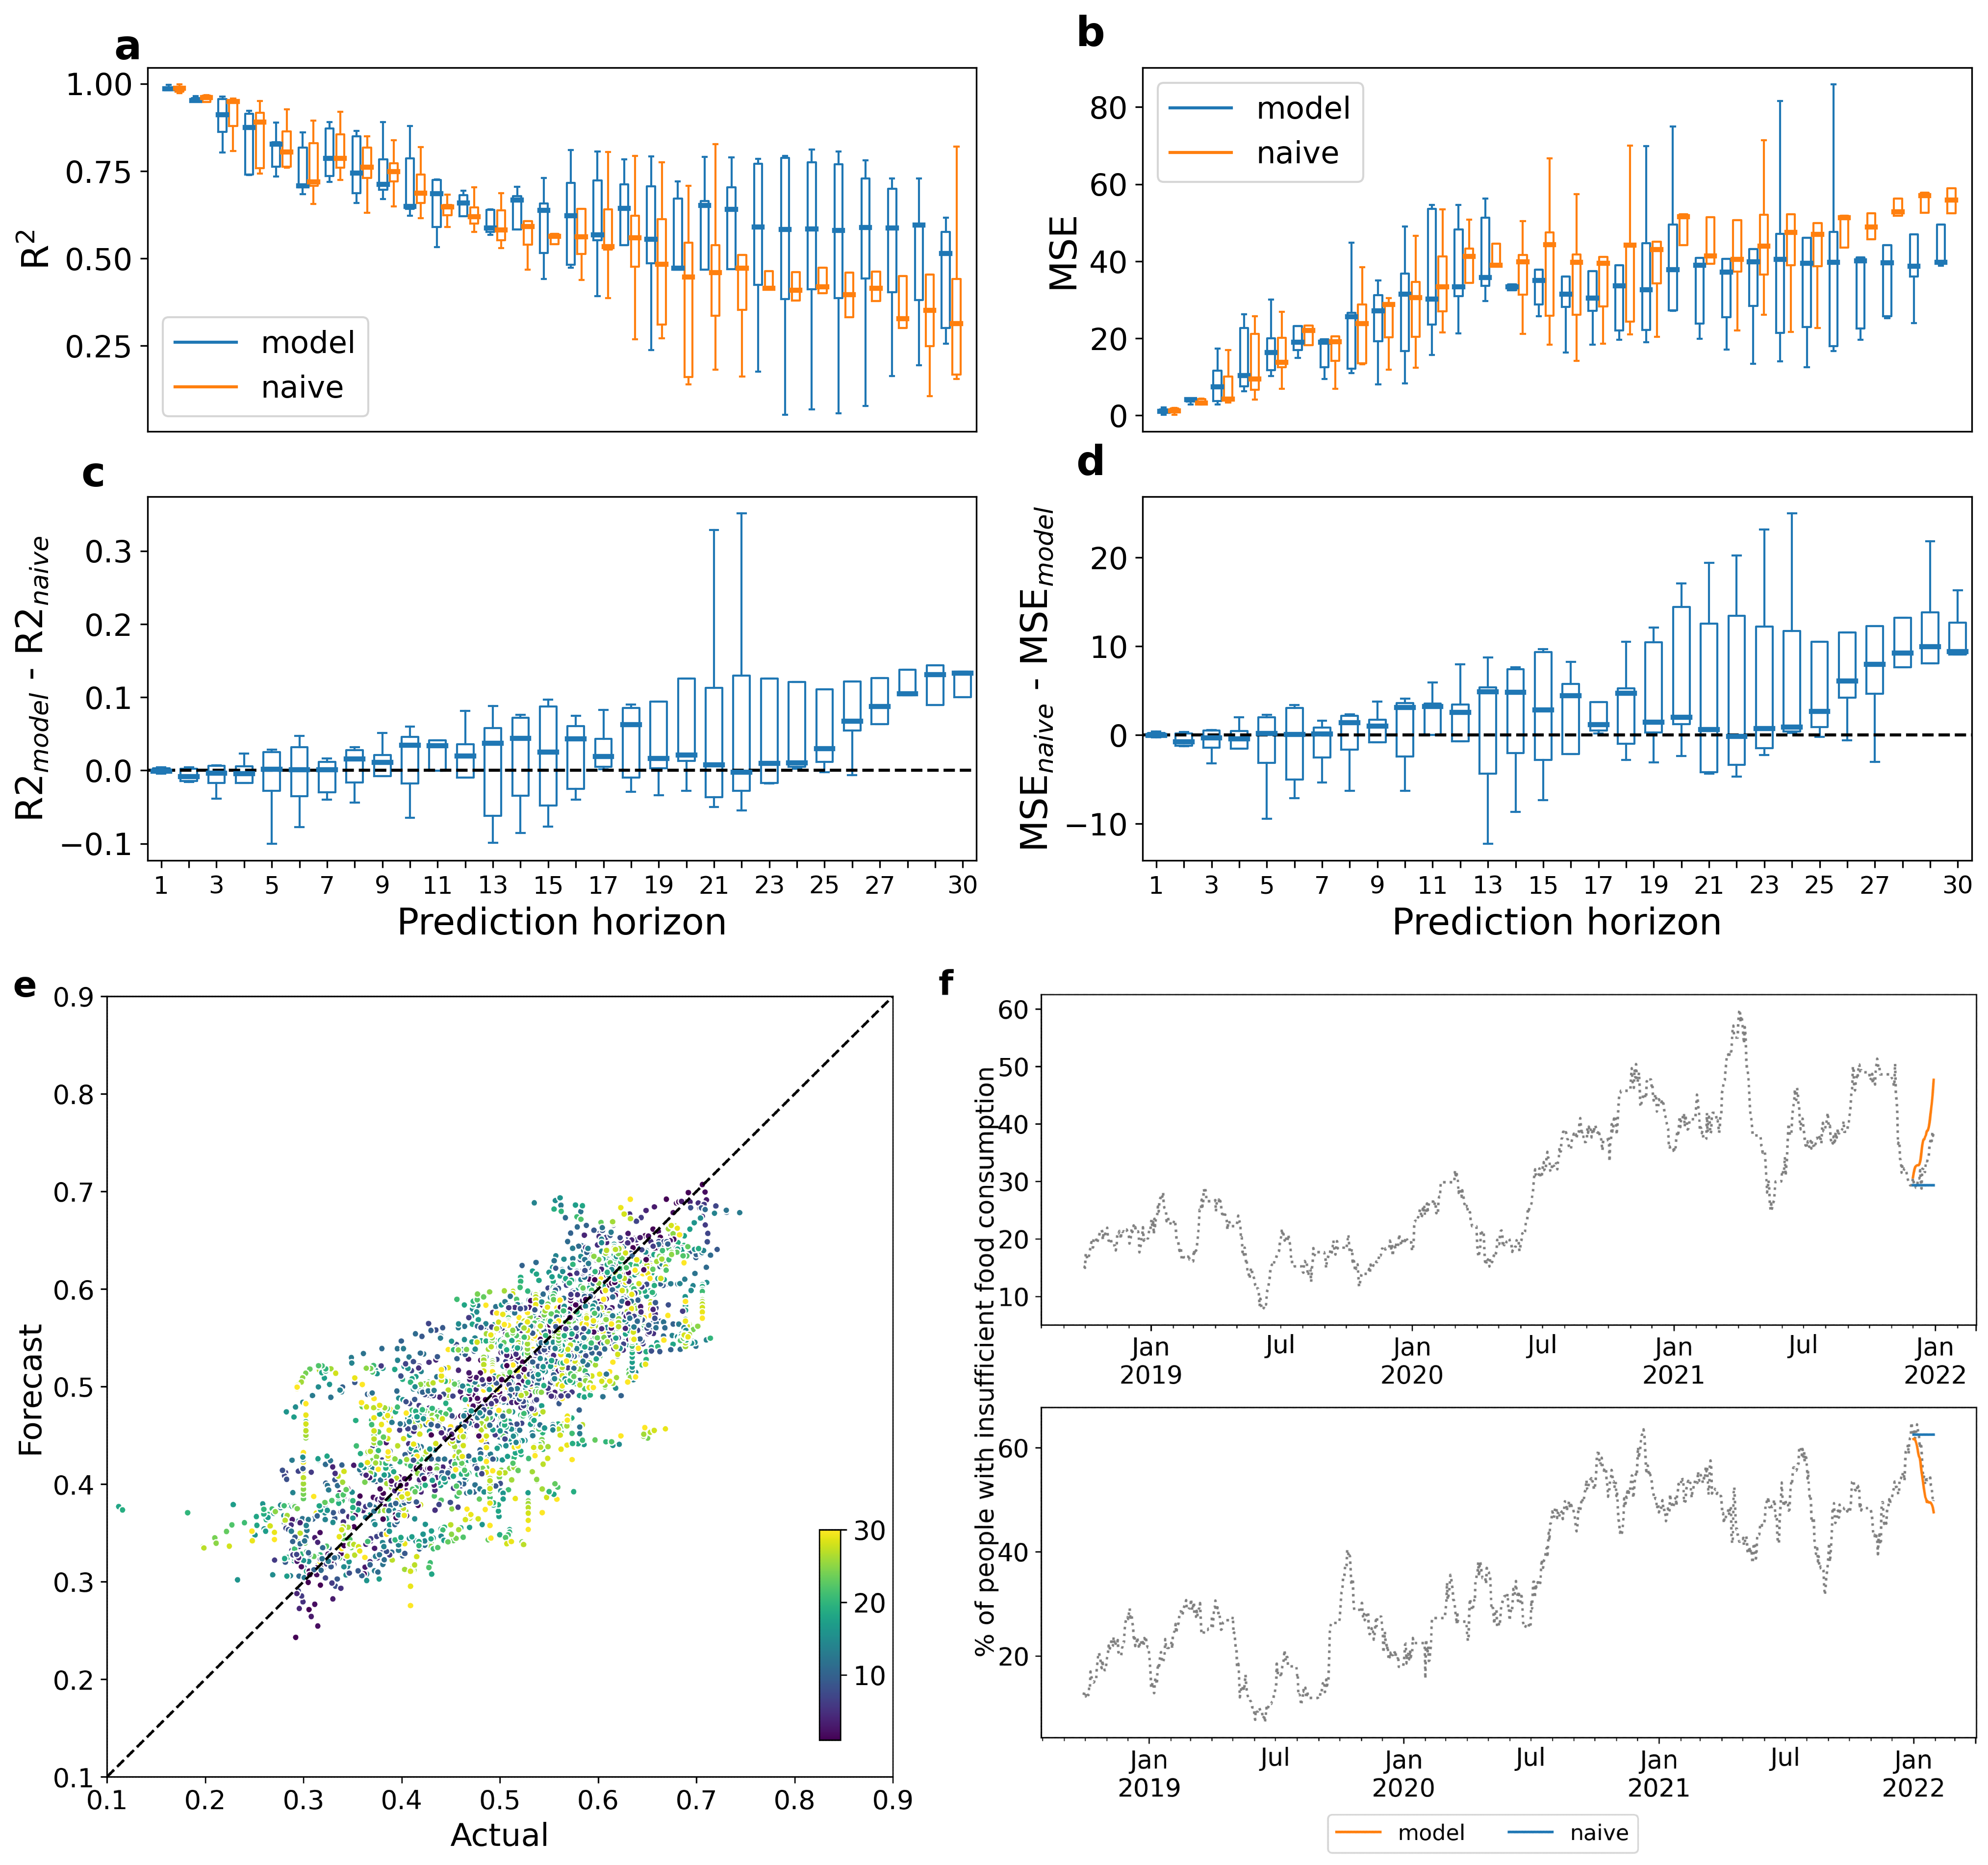 a
1.00
0.75
0.50
0.25
R²
model
naive
b
80
60
40
20
0
MSE
model
naive
c
0.3
0.2
0.1
0.0
−0.1
R2model - R2naive
1 3 5 7 9 11 13 15 17 19 21 23 25 27 30
Prediction horizon
d
20
10
0
−10
MSEnaive - MSEmodel
1 3 5 7 9 11 13 15 17 19 21 23 25 27 30
Prediction horizon
e
0.9
0.8
0.7
0.6
0.5
0.4
0.3
0.2
0.1
Forecast
30
20
10
0.1 0.2 0.3 0.4 0.5 0.6 0.7 0.8 0.9
Actual
f
% of people with insufficient food consumption
60
50
40
30
20
10
Jan Jul Jan Jul Jan Jul Jan
2019 2020 2021 2022
60
40
20
Jan Jul Jan Jul Jan Jul Jan
2019 2020 2021 2022
model naive